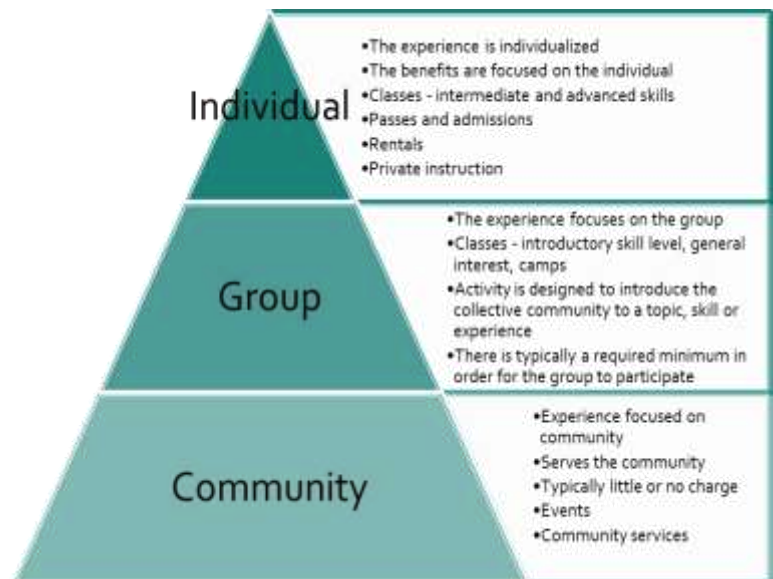 Individual
•The experience is individualized
•The benefits are focused on the individual
•Classes - intermediate and advanced skills
•Passes and admissions
•Rentals
•Private instruction
Group
•The experience focuses on the group
•Classes - introductory skill level, general
interest, camps
•Activity is designed to introduce the
collective community to a topic, skill or
experience
•There is typically a required minimum in
order for the group to participate
Community
•Experience focused on
community
•Serves the community
•Typically little or no charge
•Events
•Community services